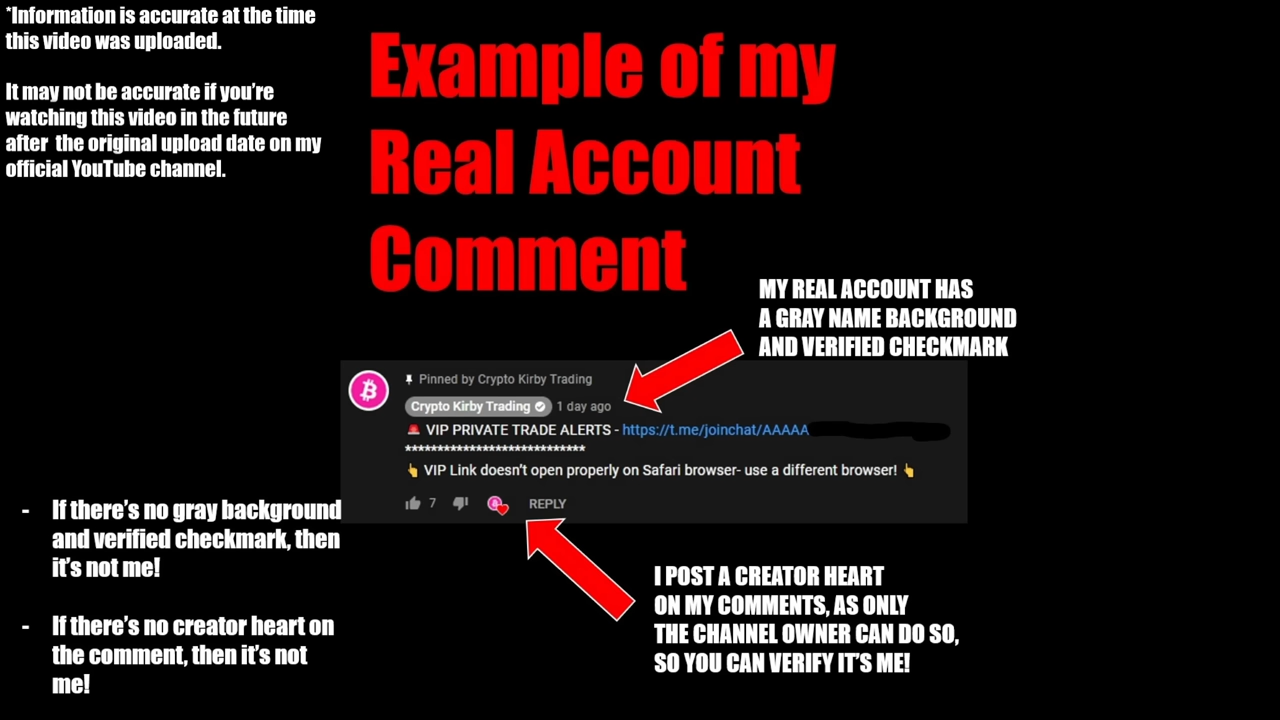 *Information is accurate at the time
this video was uploaded.
It may not be accurate if you're
watching this video in the future
after the original upload date on my
official YouTube channel.
Example of my
Real Account
Comment
MY REAL ACCOUNT HAS
A GRAY NAME BACKGROUND
AND VERIFIED CHECKMARK
Pinned by Crypto Kirby Trading
Crypto Kirby Trading 1 day ago
🚨 VIP PRIVATE TRADE ALERTS - https://t.me/joinchat/AAAAA
****************************
👆 VIP Link doesn't open properly on Safari browser- use a different browser! 👆
7 REPLY
- If there's no gray background
and verified checkmark, then
it's not me!
- If there's no creator heart on
the comment, then it's not
me!
I POST A CREATOR HEART
ON MY COMMENTS, AS ONLY
THE CHANNEL OWNER CAN DO SO,
SO YOU CAN VERIFY IT'S ME!